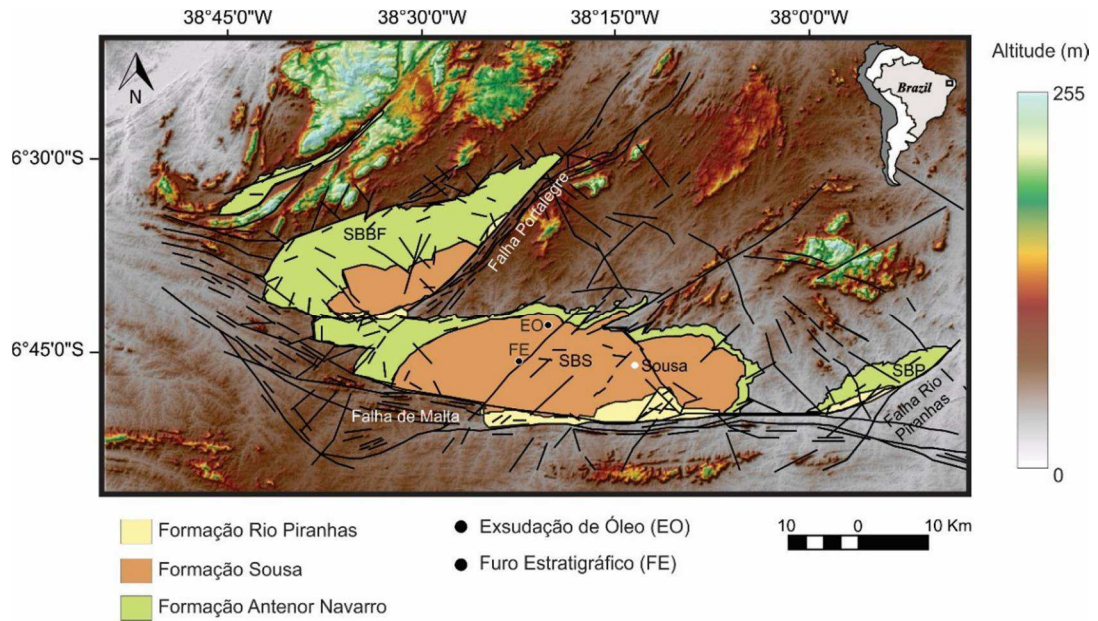 38°45'0"W
38°30'0"W
38°15'0"W
38°0'0"W
Altitude (m)
255
0
Brazil
N
6°30'0"S
6°45'0"S
SBBF
Falha Portalegre
EO
FE
SBS
Sousa
SBP
Falha de Malta
Falha Rio
Piranhas
Formação Rio Piranhas
Formação Sousa
Formação Antenor Navarro
Exsudação de Óleo (EO)
Furo Estratigráfico (FE)
10 0 10 Km